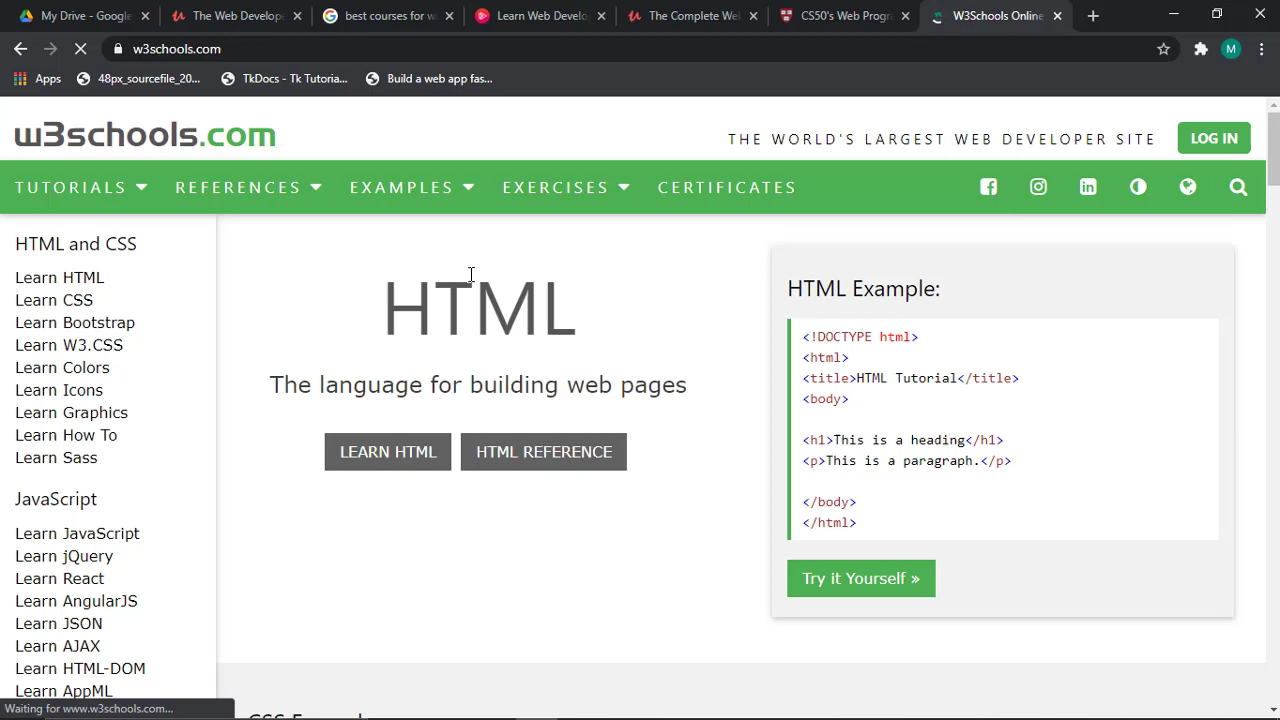 My Drive - Google
The Web Develope
best courses for w
Learn Web Develo
The Complete We
CS50's Web Progr
W3Schools Online
w3schools.com
M
Apps
48px_sourcefile_20...
TkDocs - Tk Tutoria...
Build a web app fas...
w3schools.com
THE WORLD'S LARGEST WEB DEVELOPER SITE
LOG IN
TUTORIALS
REFERENCES
EXAMPLES
EXERCISES
CERTIFICATES
HTML and CSS
Learn HTML
Learn CSS
Learn Bootstrap
Learn W3.CSS
Learn Colors
Learn Icons
Learn Graphics
Learn How To
Learn Sass
JavaScript
Learn JavaScript
Learn jQuery
Learn React
Learn AngularJS
Learn JSON
Learn AJAX
Learn HTML-DOM
Learn AppML
HTML
The language for building web pages
LEARN HTML
HTML REFERENCE
HTML Example:
<!DOCTYPE html>
<html>
<title>HTML Tutorial</title>
<body>
<h1>This is a heading</h1>
<p>This is a paragraph.</p>
</body>
</html>
Try it Yourself »
Waiting for www.w3schools.com...